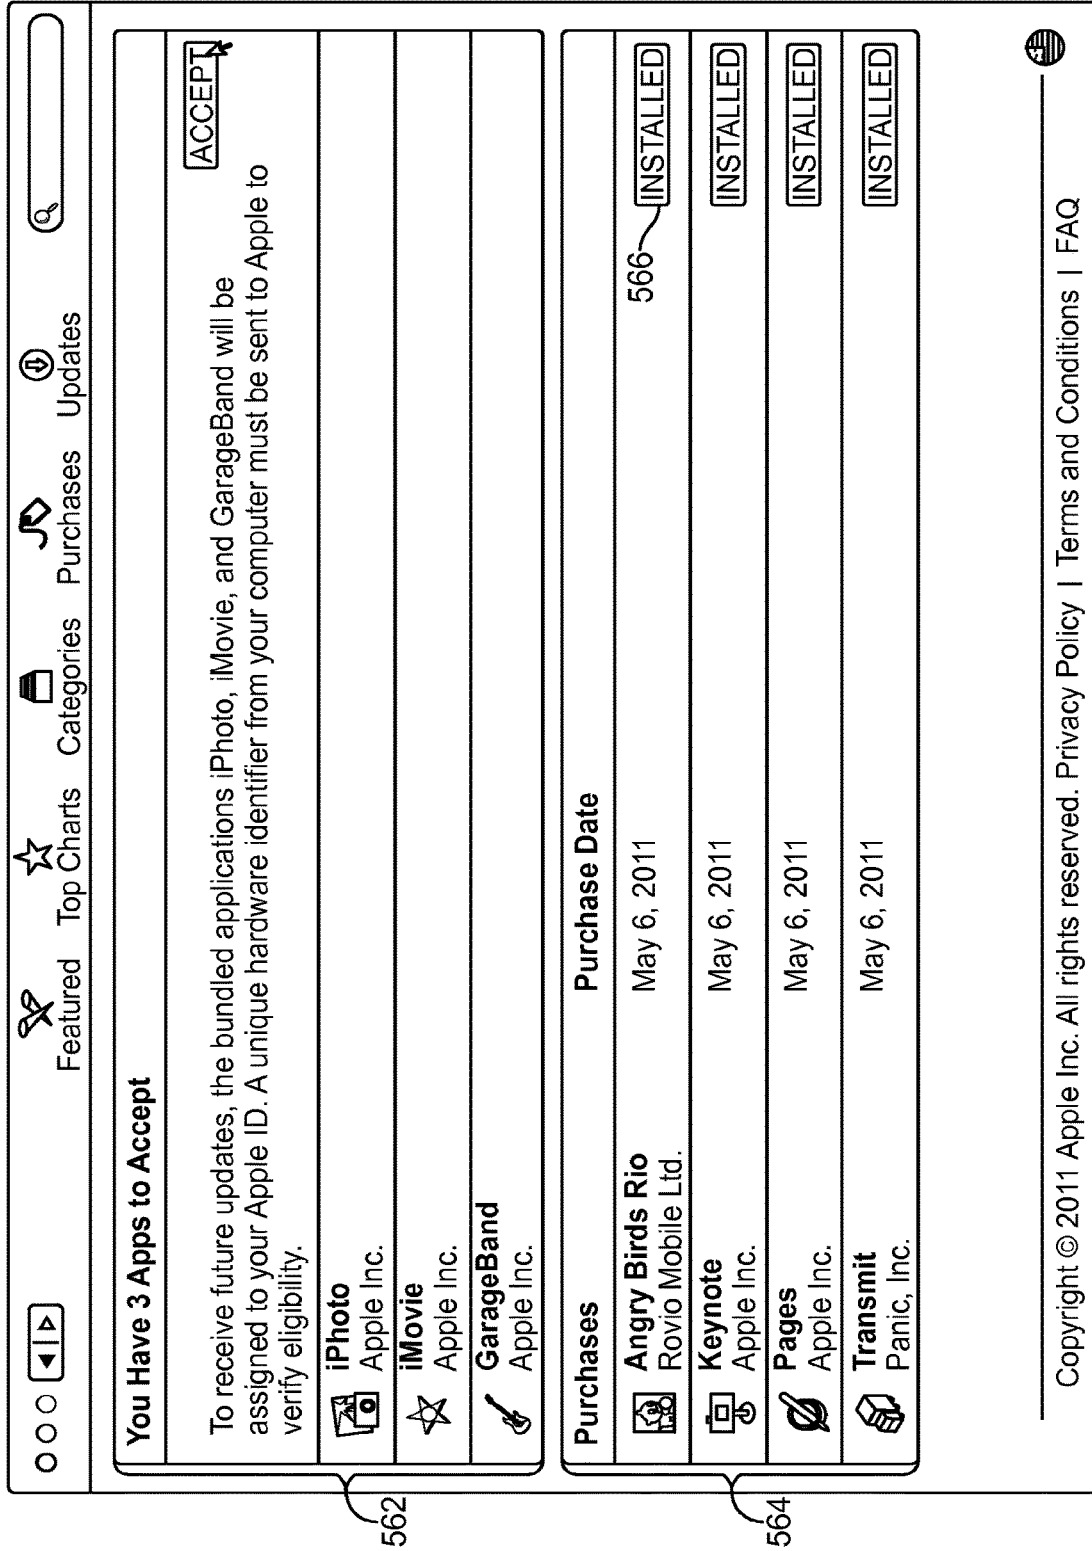 Featured Top Charts Categories Purchases Updates
You Have 3 Apps to Accept
ACCEPT
To receive future updates, the bundled applications iPhoto, iMovie, and GarageBand will be
assigned to your Apple ID. A unique hardware identifier from your computer must be sent to Apple to
verify eligibility.
iPhoto
Apple Inc.
iMovie
Apple Inc.
GarageBand
Apple Inc.
562
Purchases Purchase Date
Angry Birds Rio May 6, 2011 566 INSTALLED
Rovio Mobile Ltd.
Keynote May 6, 2011 INSTALLED
Apple Inc.
Pages May 6, 2011 INSTALLED
Apple Inc.
Transmit May 6, 2011 INSTALLED
Panic, Inc.
564
Copyright © 2011 Apple Inc. All rights reserved. Privacy Policy | Terms and Conditions | FAQ